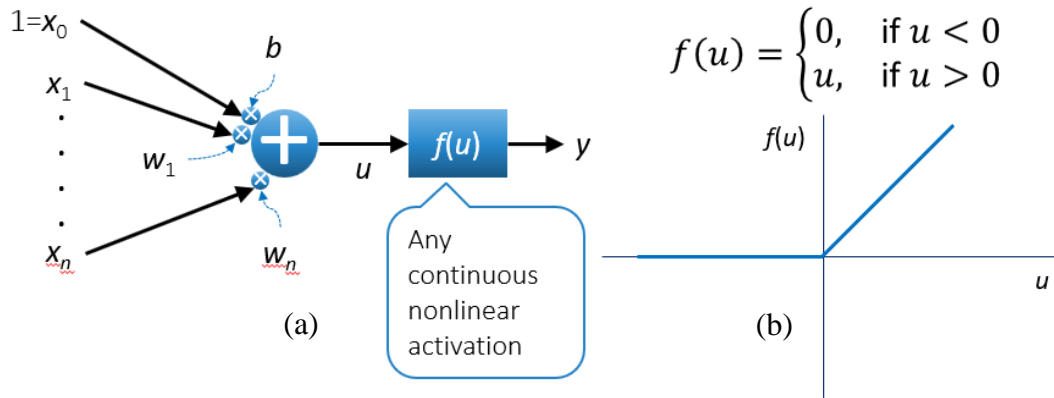 1=x₀
b
x₁
w₁
xₙ
wₙ
u
f(u)
y
Any
continuous
nonlinear
activation
(a)
f(u) = {0, if u < 0
u, if u > 0
f(u)
u
(b)